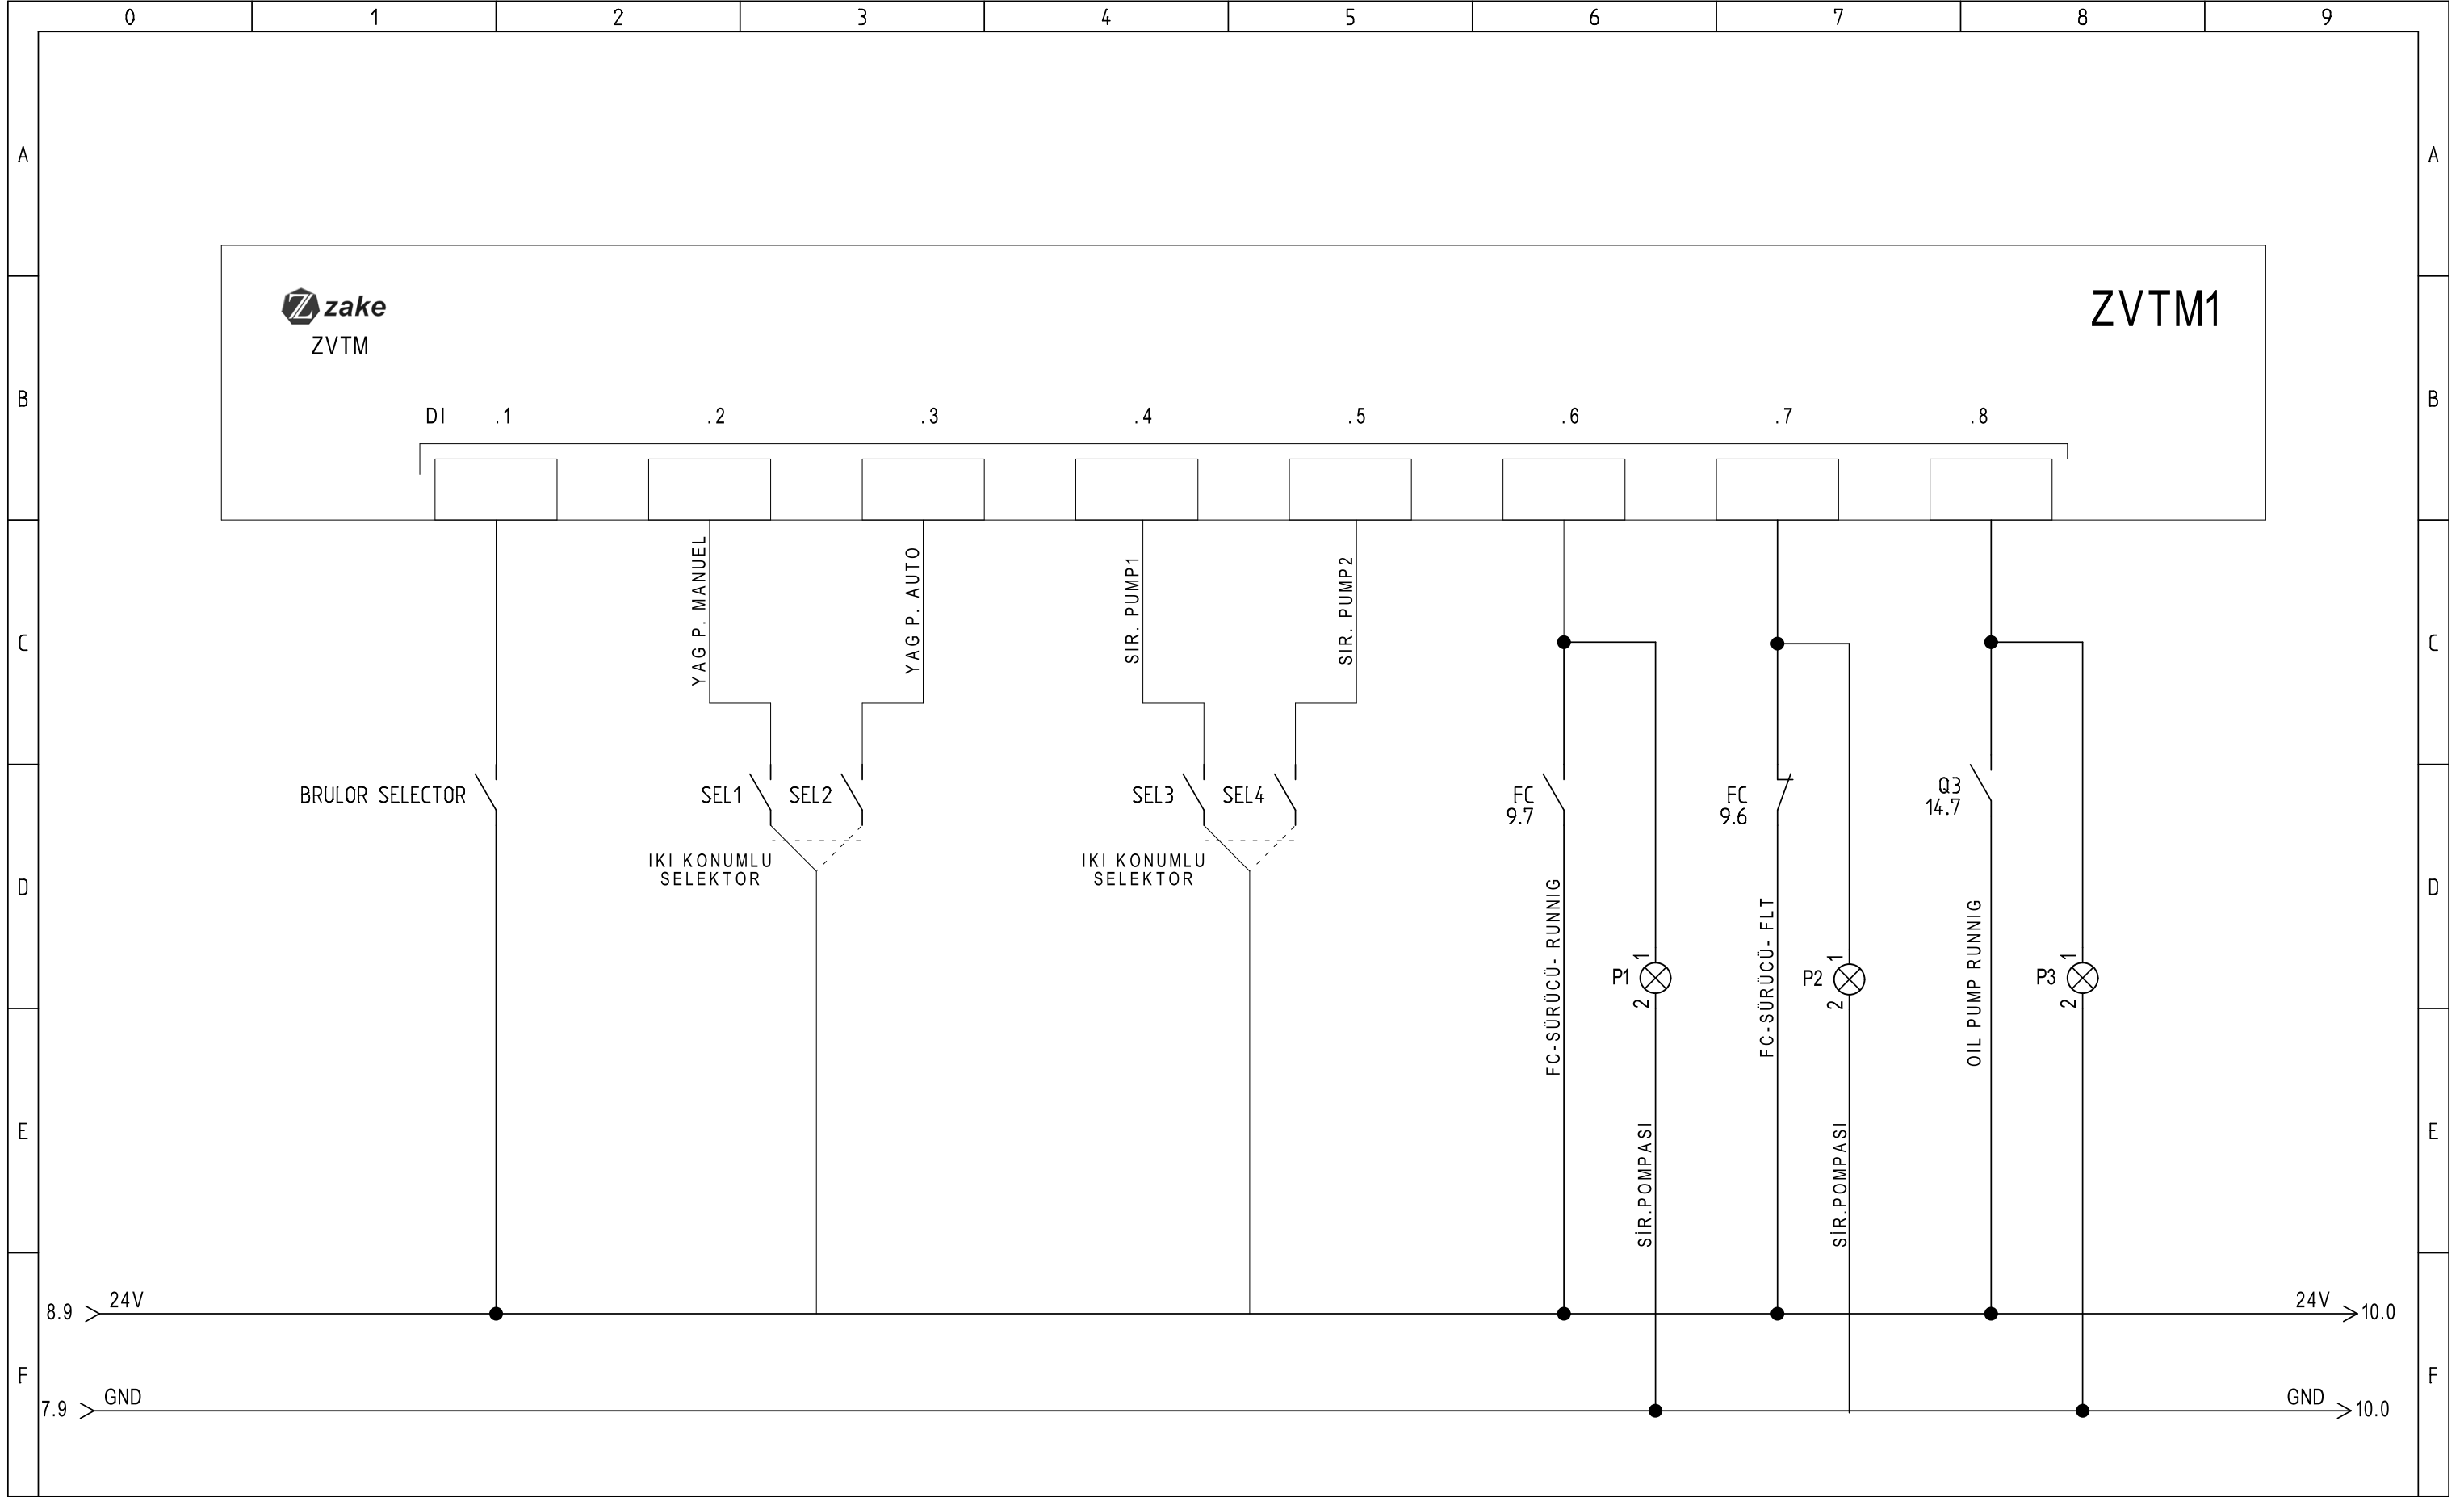 0 1 2 3 4 5 6 7 8 9
A A
zake
ZVTM
ZVTM1
B B
DI .1 .2 .3 .4 .5 .6 .7 .8
YAG P. MANUEL
YAG P. AUTO
SIR. PUMP1
SIR. PUMP2
C C
BRULOR SELECTOR
SEL1
SEL2
IKI KONUMLU
SELEKTOR
SEL3
SEL4
IKI KONUMLU
SELEKTOR
FC
9.7
FC
9.6
Q3
14.7
D D
FC-SÜRÜCÜ- RUNNIG
P1 1
2
FC-SÜRÜCÜ- FLT
P2 1
2
OIL PUMP RUNNIG
P3 1
2
E E
SİR.POMPASI
SİR.POMPASI
8.9 24V 24V 10.0
F F
7.9 GND GND 10.0